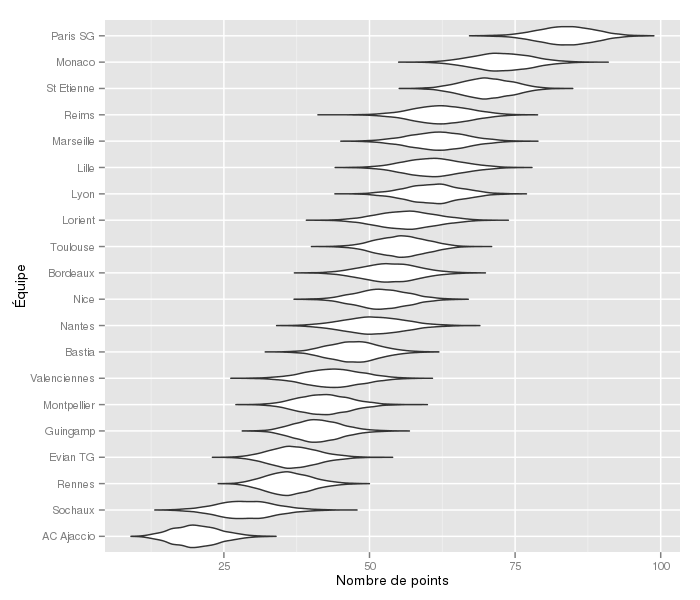 Équipe
Paris SG
Monaco
St Etienne
Reims
Marseille
Lille
Lyon
Lorient
Toulouse
Bordeaux
Nice
Nantes
Bastia
Valenciennes
Montpellier
Guingamp
Evian TG
Rennes
Sochaux
AC Ajaccio
25 50 75 100
Nombre de points